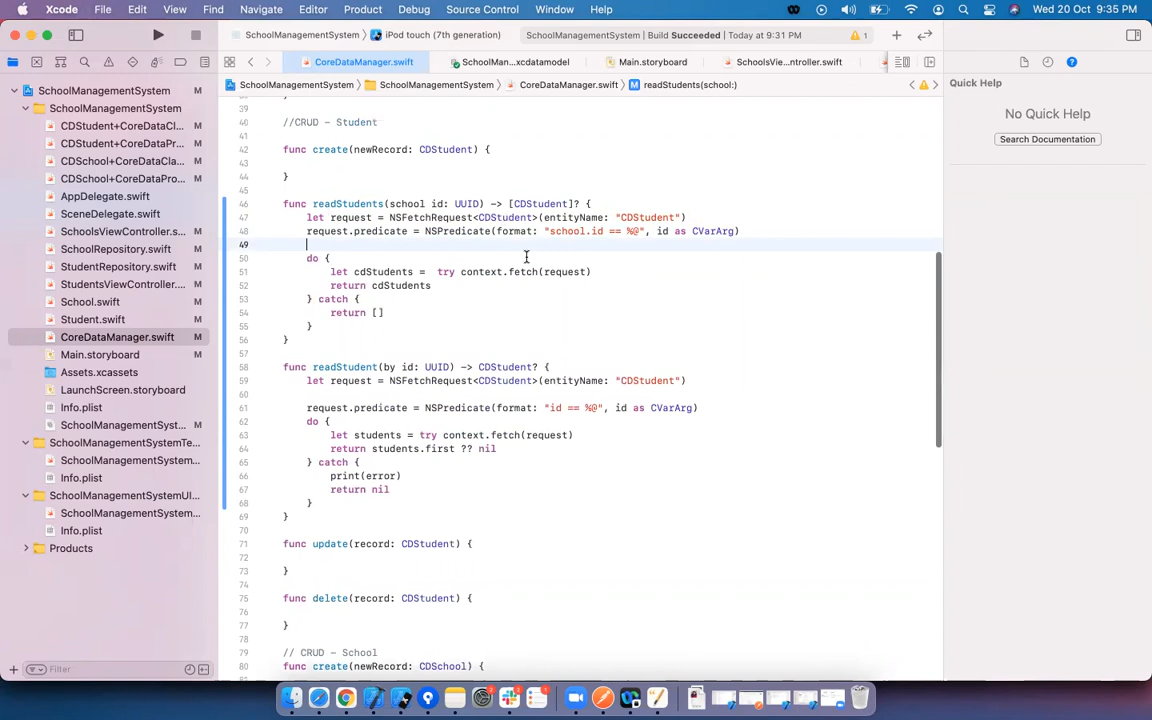 Xcode File Edit View Find Navigate Editor Product Debug Source Control Window Help Wed 20 Oct 9:35 PM
SchoolManagementSystem iPod touch (7th generation) SchoolManagementSystem | Build Succeeded | Today at 9:31 PM 1
CoreDataManager.swift SchoolMan...xcdatamodel Main.storyboard SchoolsVie...ntroller.swift
SchoolManagementSystem SchoolManagementSystem CoreDataManager.swift M readStudents(school:)
SchoolManagementSystem M
SchoolManagementSystem
CDStudent+CoreDataCl... M
CDStudent+CoreDataPr... M
CDSchool+CoreDataCla... M
CDSchool+CoreDataPro... M
AppDelegate.swift M
SceneDelegate.swift M
SchoolsViewController.s... M
SchoolRepository.swift M
StudentRepository.swift M
StudentsViewController.... M
School.swift M
Student.swift M
CoreDataManager.swift M
Main.storyboard M
Assets.xcassets
LaunchScreen.storyboard
Info.plist
SchoolManagementSyst... M
SchoolManagementSystemTe...
SchoolManagementSystem...
Info.plist
SchoolManagementSystemUI...
SchoolManagementSystem...
Info.plist
Products
Filter
39
40 //CRUD - Student
41
42 func create(newRecord: CDStudent) {
43
44 }
45
46 func readStudents(school id: UUID) -> [CDStudent]? {
47 let request = NSFetchRequest<CDStudent>(entityName: "CDStudent")
48 request.predicate = NSPredicate(format: "school.id == %@", id as CVarArg)
49
50 do {
51 let cdStudents = try context.fetch(request)
52 return cdStudents
53 } catch {
54 return []
55 }
56 }
57
58 func readStudent(by id: UUID) -> CDStudent? {
59 let request = NSFetchRequest<CDStudent>(entityName: "CDStudent")
60
61 request.predicate = NSPredicate(format: "id == %@", id as CVarArg)
62 do {
63 let students = try context.fetch(request)
64 return students.first ?? nil
65 } catch {
66 print(error)
67 return nil
68 }
69 }
70
71 func update(record: CDStudent) {
72
73 }
74
75 func delete(record: CDStudent) {
76
77 }
78
79 // CRUD - School
80 func create(newRecord: CDSchool) {
Quick Help
No Quick Help
Search Documentation